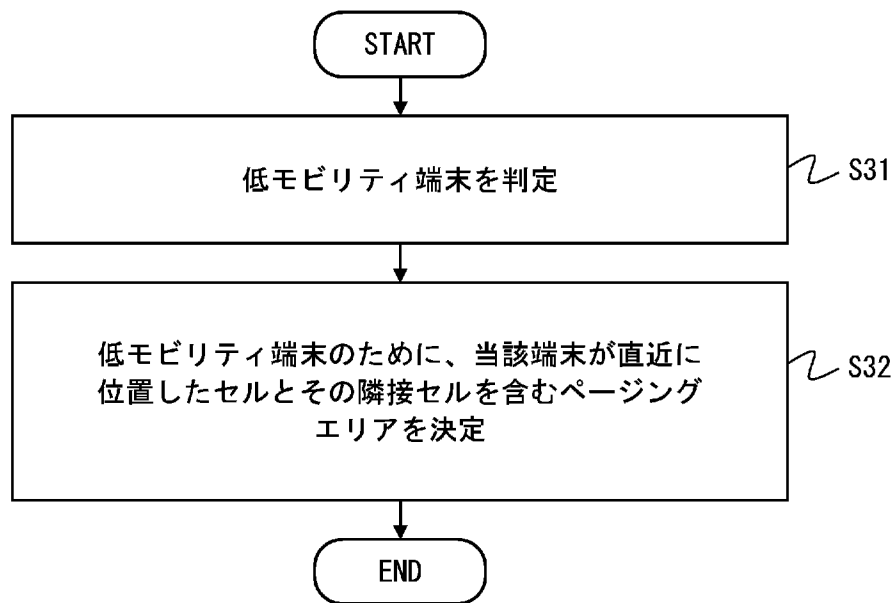 START
低モビリティ端末を判定
S31
低モビリティ端末のために、当該端末が直近に
位置したセルとその隣接セルを含むページング
エリアを決定
S32
END